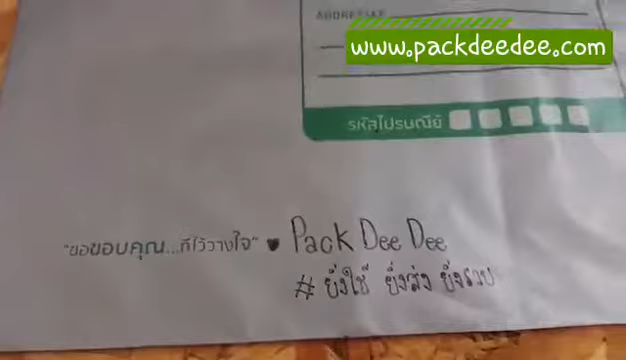 ADDRESSEE
www.packdeedee.com
รหัสไปรษณีย์
"ขอขอบคุณ...ที่ไว้วางใจ" Pack Dee Dee
# ยิ่งใช้ ยิ่งส่ง ยิ่งรวย